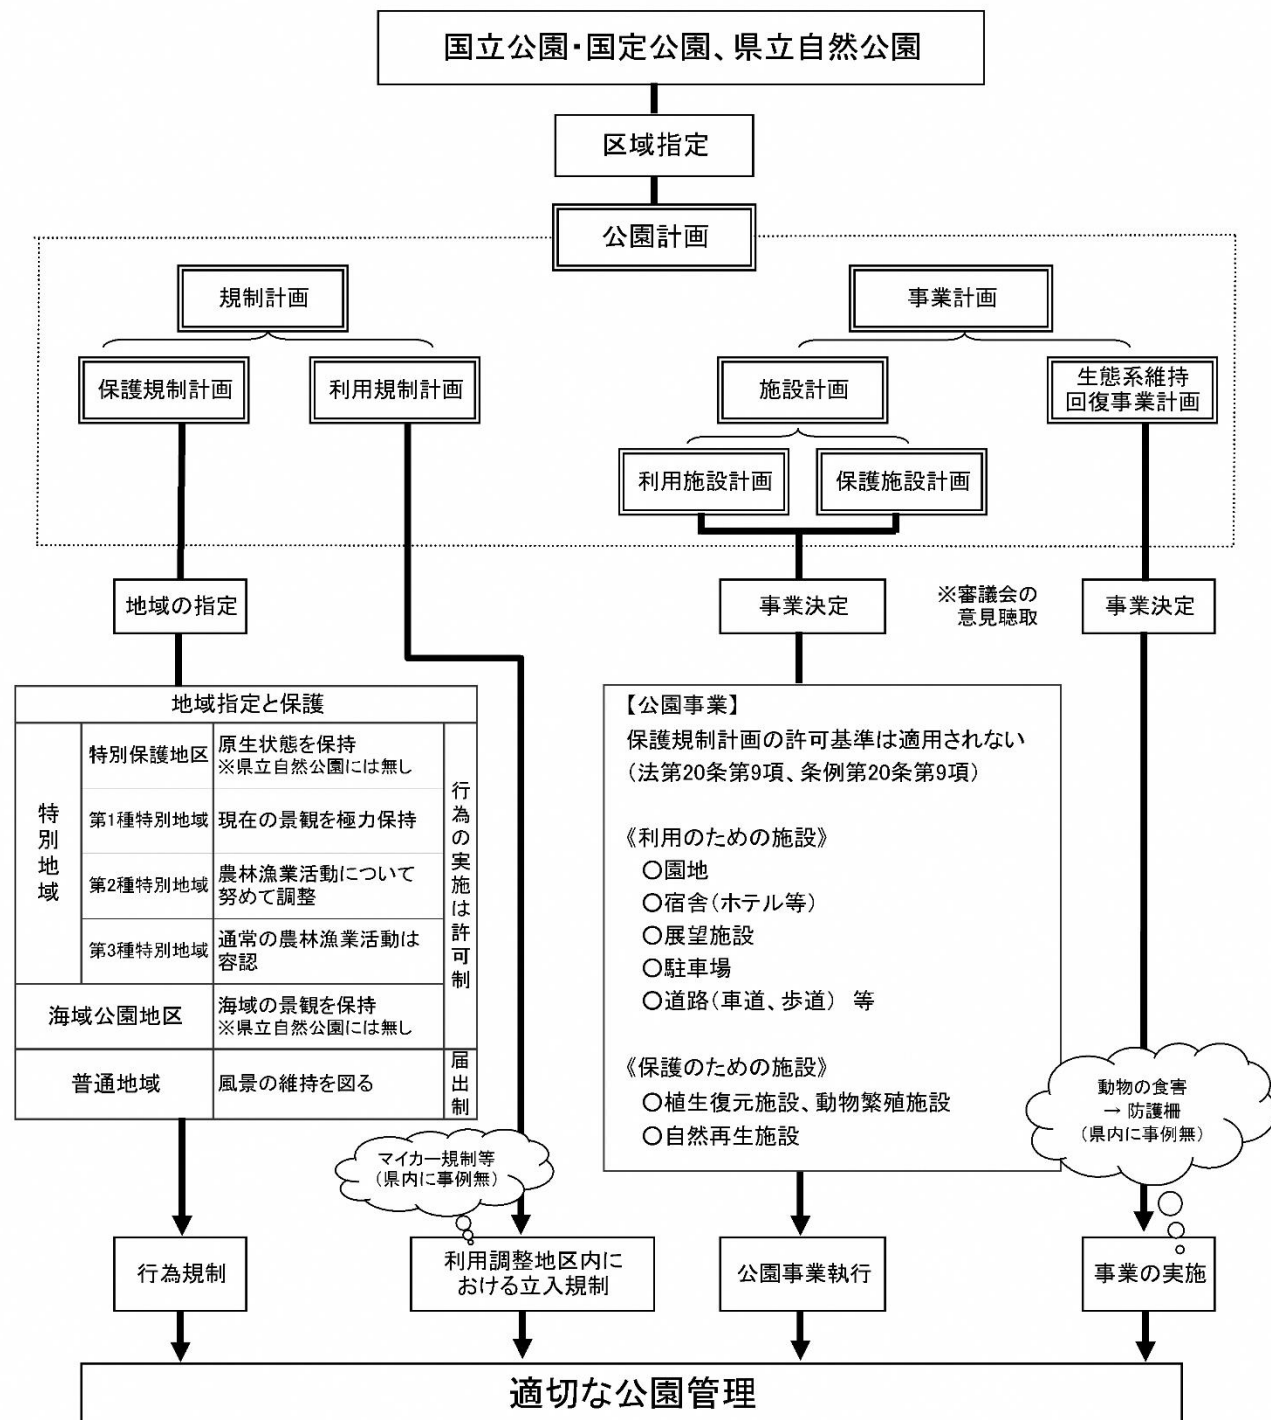 国立公園・国定公園、県立自然公園
区域指定
公園計画
規制計画
事業計画
保護規制計画
利用規制計画
施設計画
生態系維持
回復事業計画
利用施設計画
保護施設計画
地域の指定
事業決定
※審議会の
意見聴取
事業決定
地域指定と保護
特別地域
特別保護地区
原生状態を保持
※県立自然公園には無し
第1種特別地域
現在の景観を極力保持
第2種特別地域
農林漁業活動について
努めて調整
第3種特別地域
通常の農林漁業活動は
容認
海域公園地区
海域の景観を保持
※県立自然公園には無し
行為の実施は許可制
普通地域
風景の維持を図る
届出制
【公園事業】
保護規制計画の許可基準は適用されない
(法第20条第9項、条例第20条第9項)
《利用のための施設》
○園地
○宿舎(ホテル等)
○展望施設
○駐車場
○道路(車道、歩道) 等
《保護のための施設》
○植生復元施設、動物繁殖施設
○自然再生施設
動物の食害
→ 防護柵
(県内に事例無)
マイカー規制等
(県内に事例無)
行為規制
利用調整地区内に
おける立入規制
公園事業執行
事業の実施
適切な公園管理